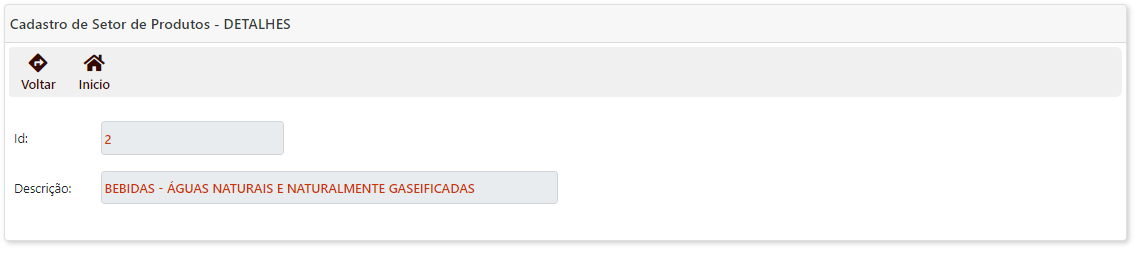 Cadastro de Setor de Produtos - DETALHES
Voltar Inicio
Id: 2
Descrição: BEBIDAS - ÁGUAS NATURAIS E NATURALMENTE GASEIFICADAS